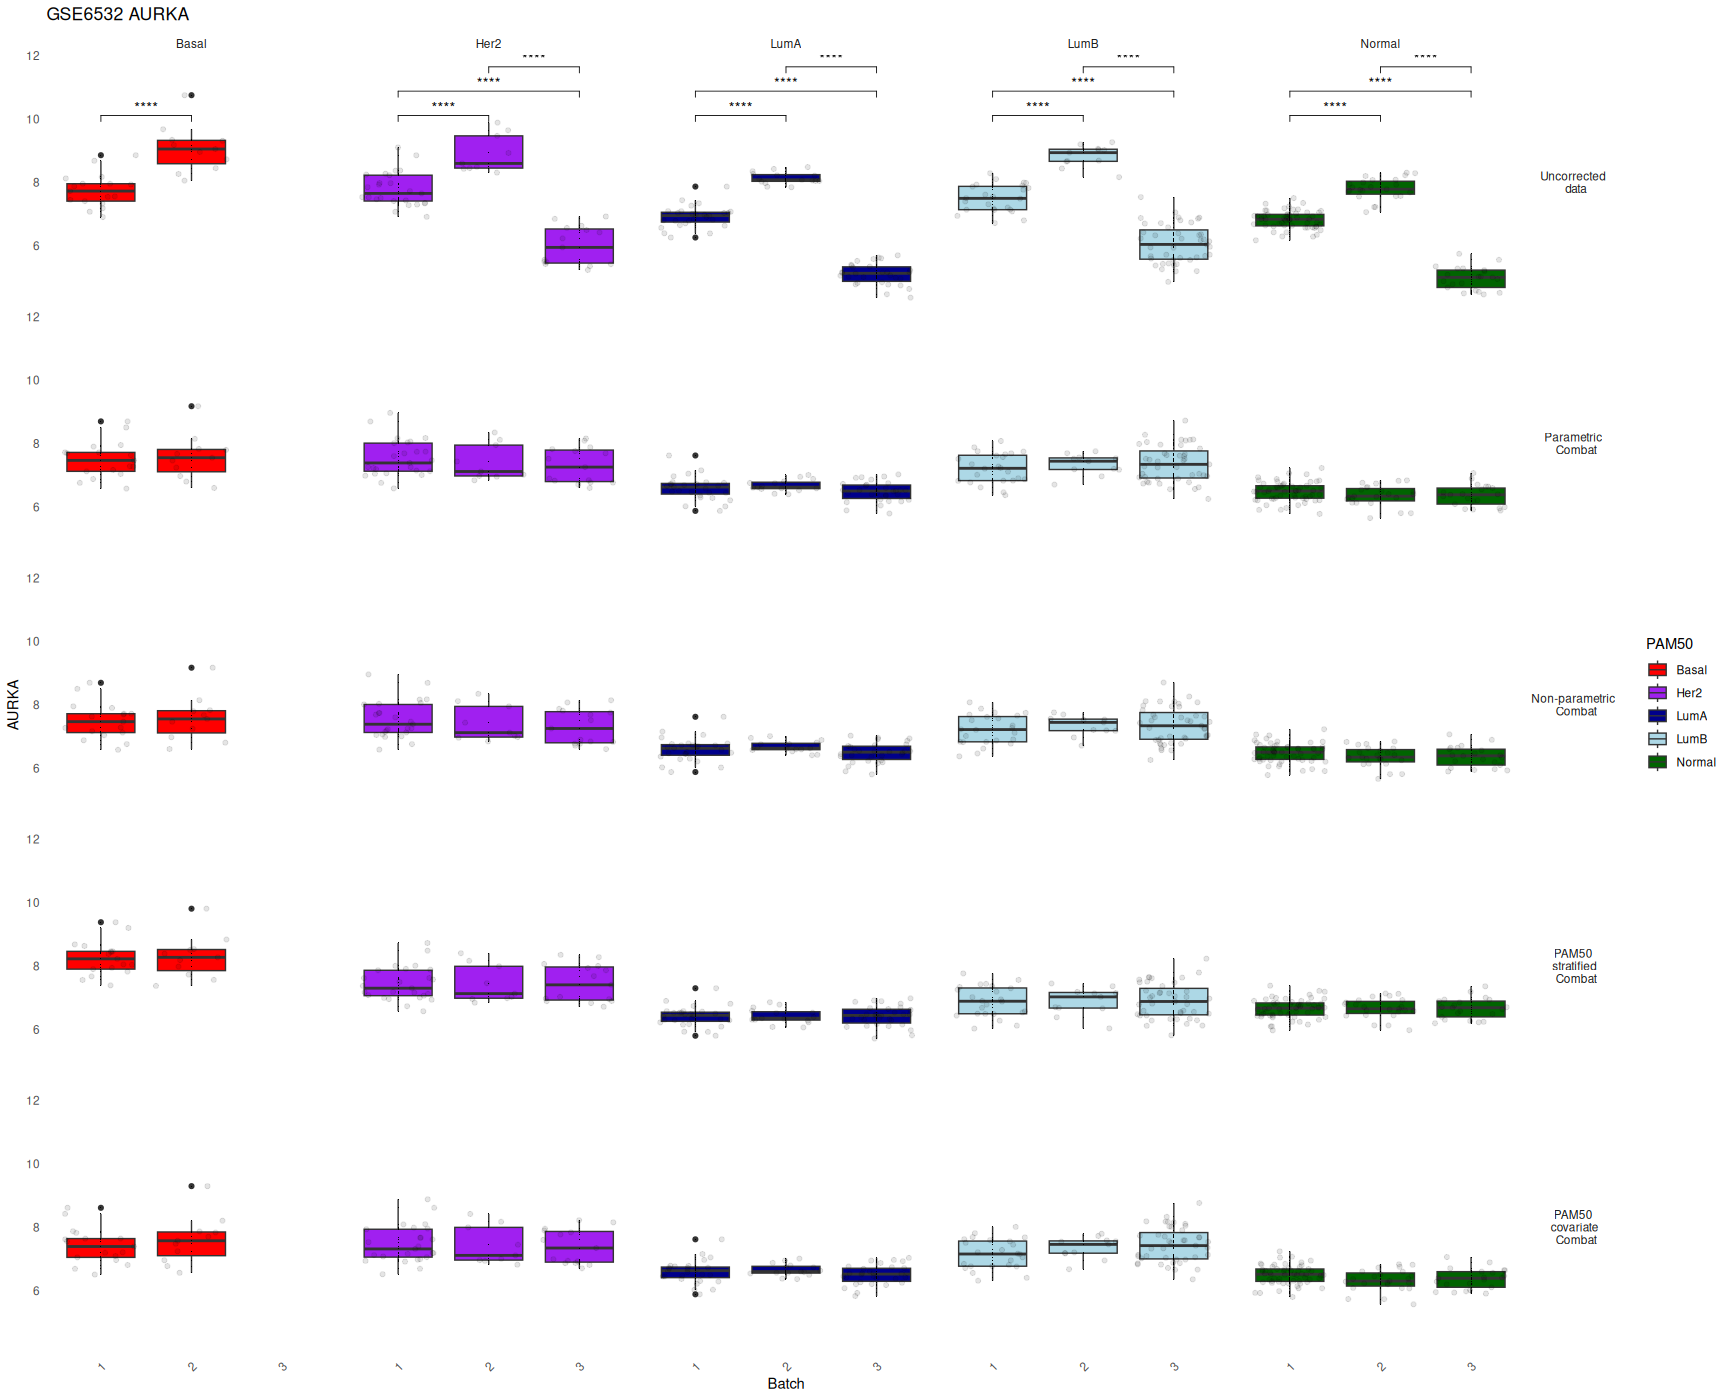 GSE6532 AURKA
Basal Her2 LumA LumB Normal
12
**** **** **** ****
**** **** **** ****
10
**** **** **** **** ****
8
Uncorrected
data
6
12
10
8
Parametric
Combat
6
12
10
8
Non-parametric
Combat
6
AURKA
12
10
8
PAM50
stratified
Combat
6
12
10
8
PAM50
covariate
Combat
6
1 2 3 1 2 3 1 2 3 1 2 3 1 2 3
Batch
PAM50
Basal
Her2
LumA
LumB
Normal